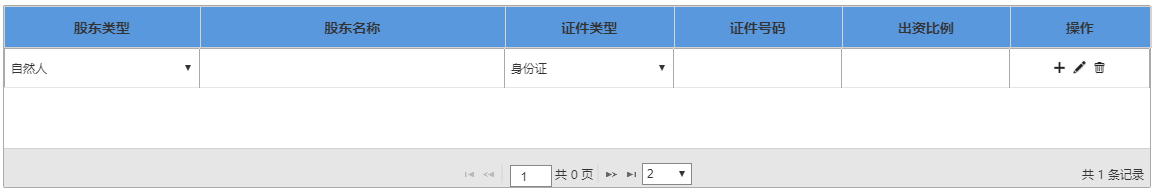 股东类型 股东名称 证件类型 证件号码 出资比例 操作
自然人 身份证
1 共 0 页 2 共 1 条记录